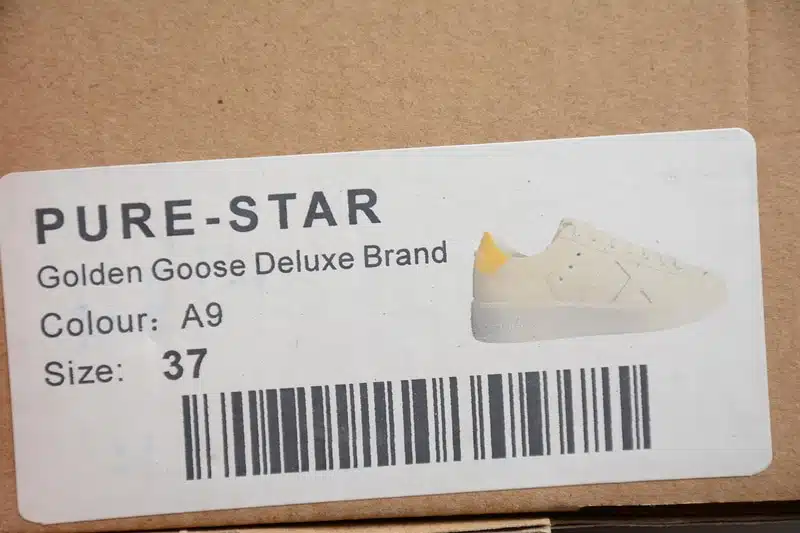 PURE-STAR
Golden Goose Deluxe Brand
Colour: A9
Size: 37